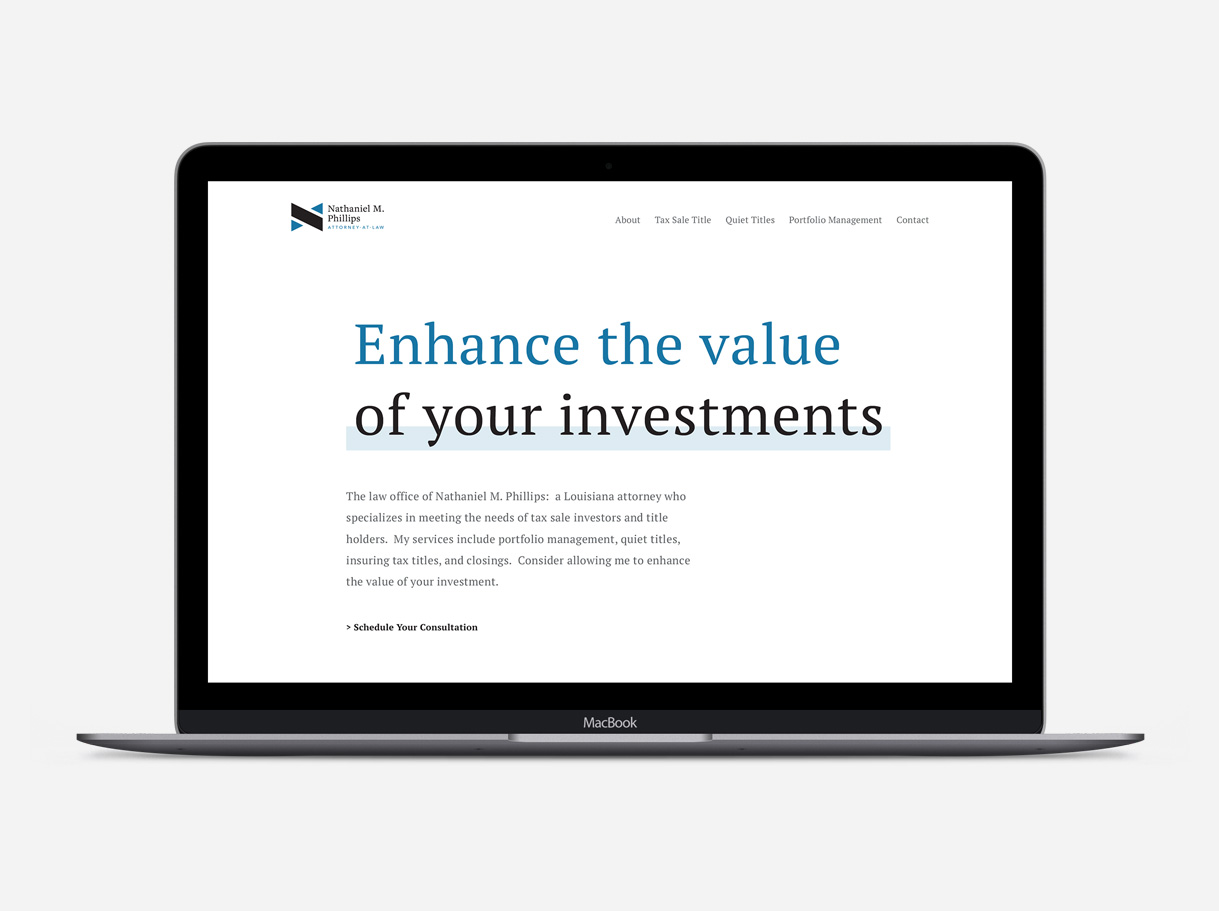 Nathaniel M.
Phillips
ATTORNEY-AT-LAW
About Tax Sale Title Quiet Titles Portfolio Management Contact
Enhance the value
of your investments
The law office of Nathaniel M. Phillips:  a Louisiana attorney who
specializes in meeting the needs of tax sale investors and title
holders.  My services include portfolio management, quiet titles,
insuring tax titles, and closings.  Consider allowing me to enhance
the value of your investment.
> Schedule Your Consultation
MacBook